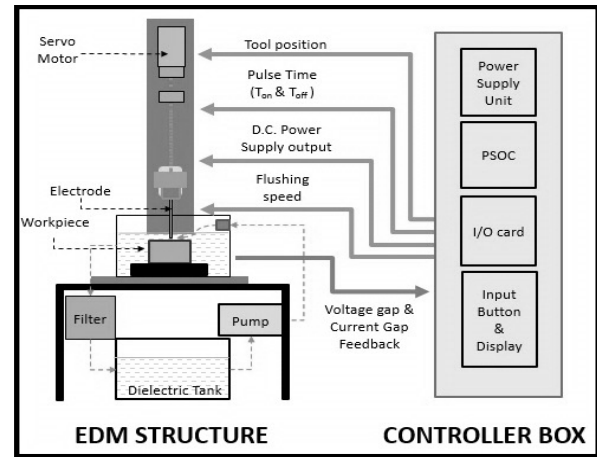 Servo
Motor
Tool position
Pulse Time
(Ton & Toff)
D.C. Power
Supply output
Flushing
speed
Electrode
Workpiece
Filter
Pump
Dielectric Tank
Voltage gap &
Current Gap
Feedback
Power
Supply
Unit
PSOC
I/O card
Input
Button
&
Display
EDM STRUCTURE
CONTROLLER BOX